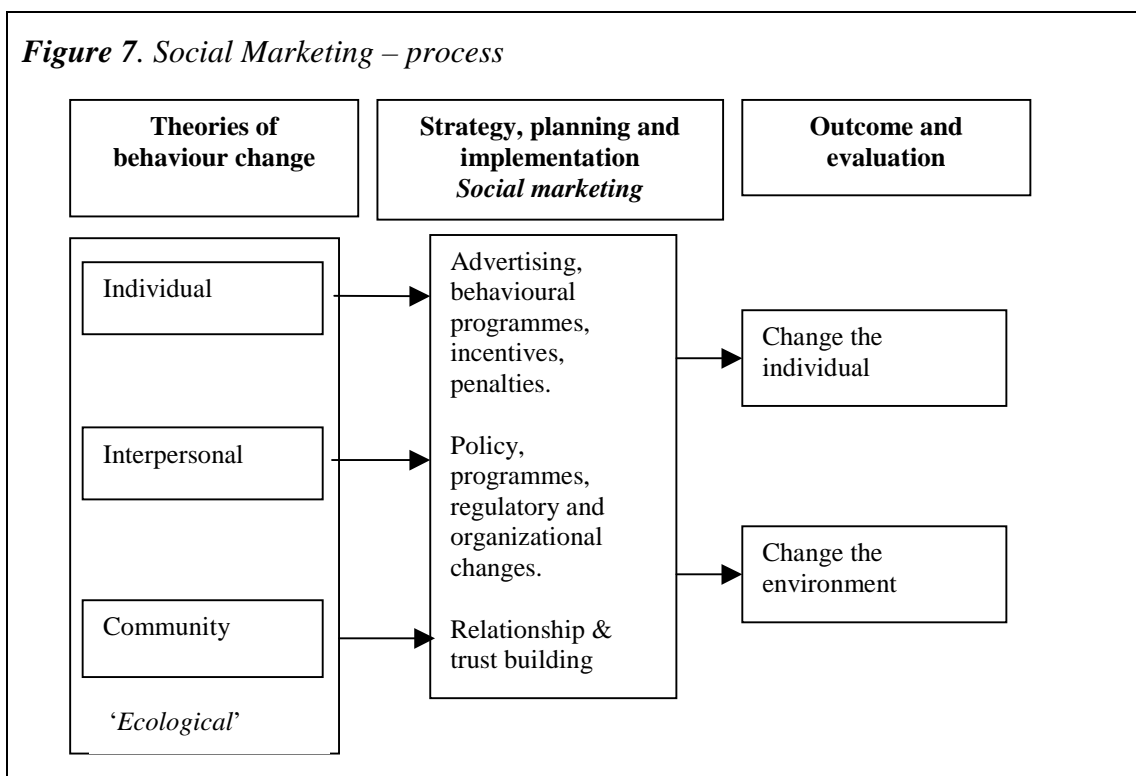 Figure 7. Social Marketing – process
Theories of
behaviour change
Strategy, planning and
implementation
Social marketing
Outcome and
evaluation
Individual
Interpersonal
Community
‘Ecological’
Advertising,
behavioural
programmes,
incentives,
penalties.
Policy,
programmes,
regulatory and
organizational
changes.
Relationship &
trust building
Change the
individual
Change the
environment